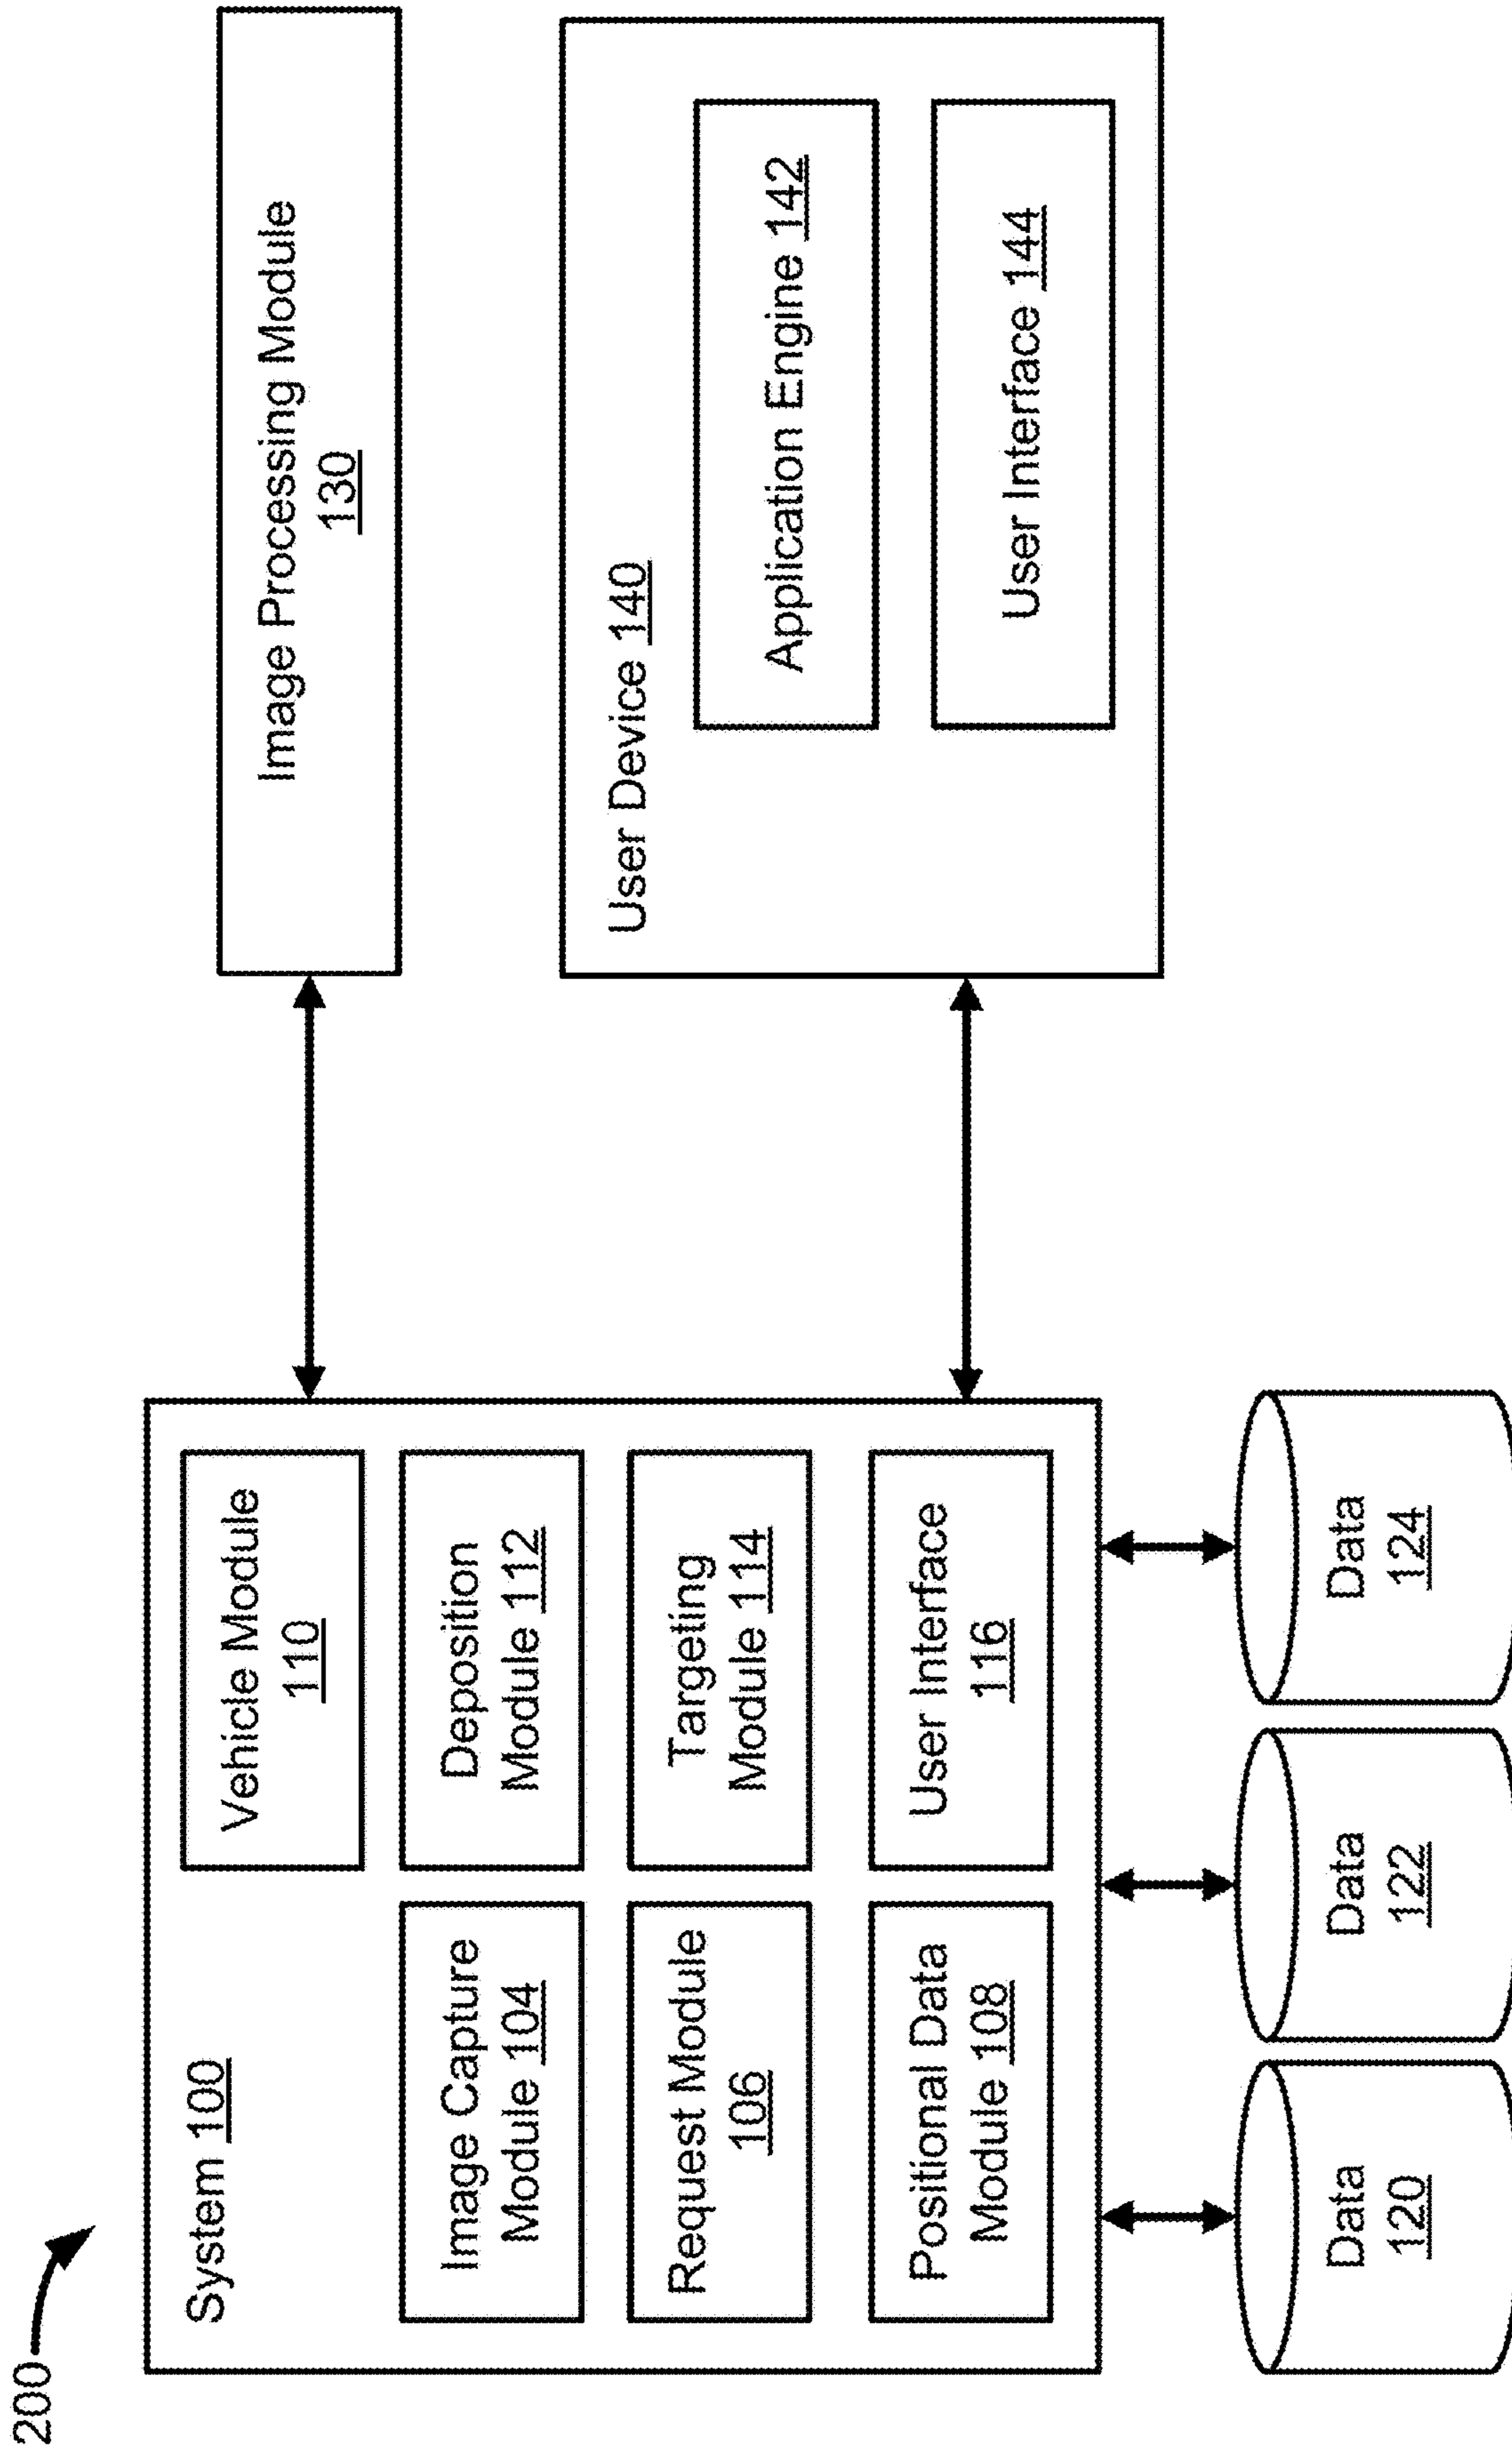 200
System 100
Vehicle Module
110
Image Capture
Module 104
Deposition
Module 112
Request Module
106
Targeting
Module 114
Positional Data
Module 108
User Interface
116
Data
120
Data
122
Data
124
Image Processing Module
130
User Device 140
Application Engine 142
User Interface 144